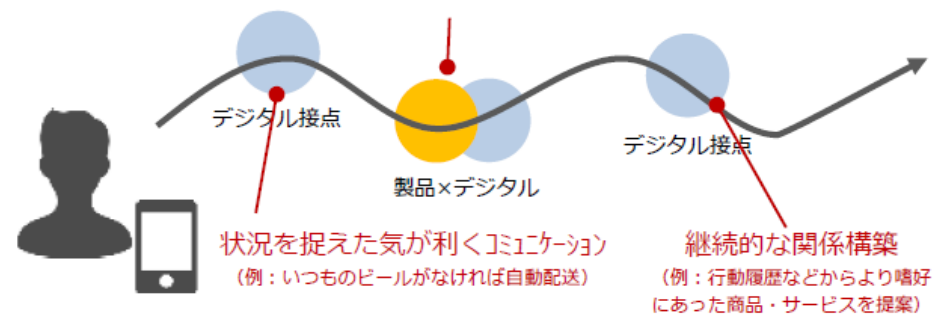 デジタル接点
製品×デジタル
デジタル接点
状況を捉えた気が利くｺﾐｭﾆｹｰｼｮﾝ
（例：いつものビールがなければ自動配送）
継続的な関係構築
（例：行動履歴などからより嗜好
にあった商品・サービスを提案）